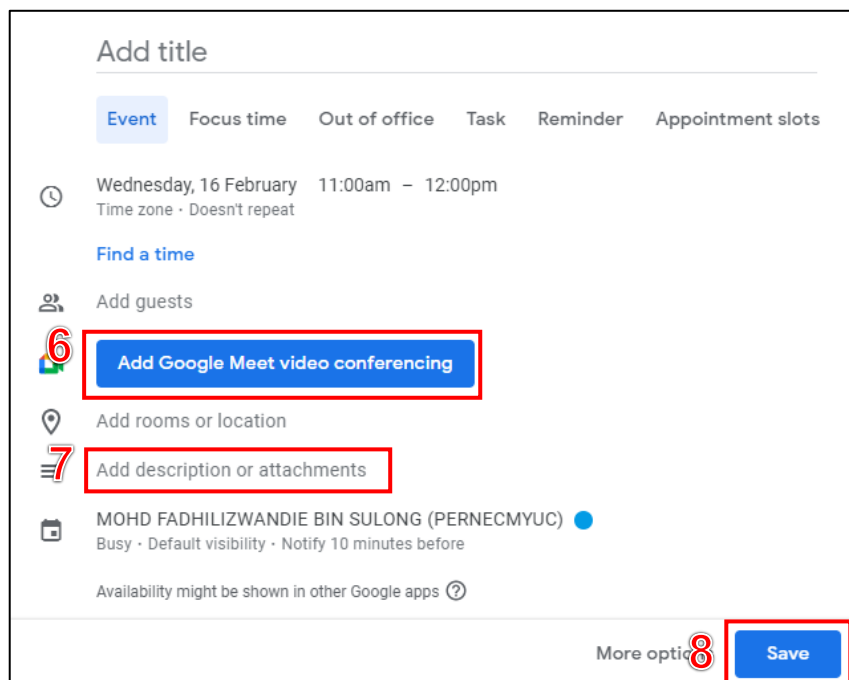 Add title
Event Focus time Out of office Task Reminder Appointment slots
Wednesday, 16 February 11:00am – 12:00pm
Time zone · Doesn't repeat
Find a time
Add guests
6
Add Google Meet video conferencing
Add rooms or location
7
Add description or attachments
MOHD FADHILIZWANDIE BIN SULONG (PERNECMYUC)
Busy · Default visibility · Notify 10 minutes before
Availability might be shown in other Google apps ?
More optio 8 Save